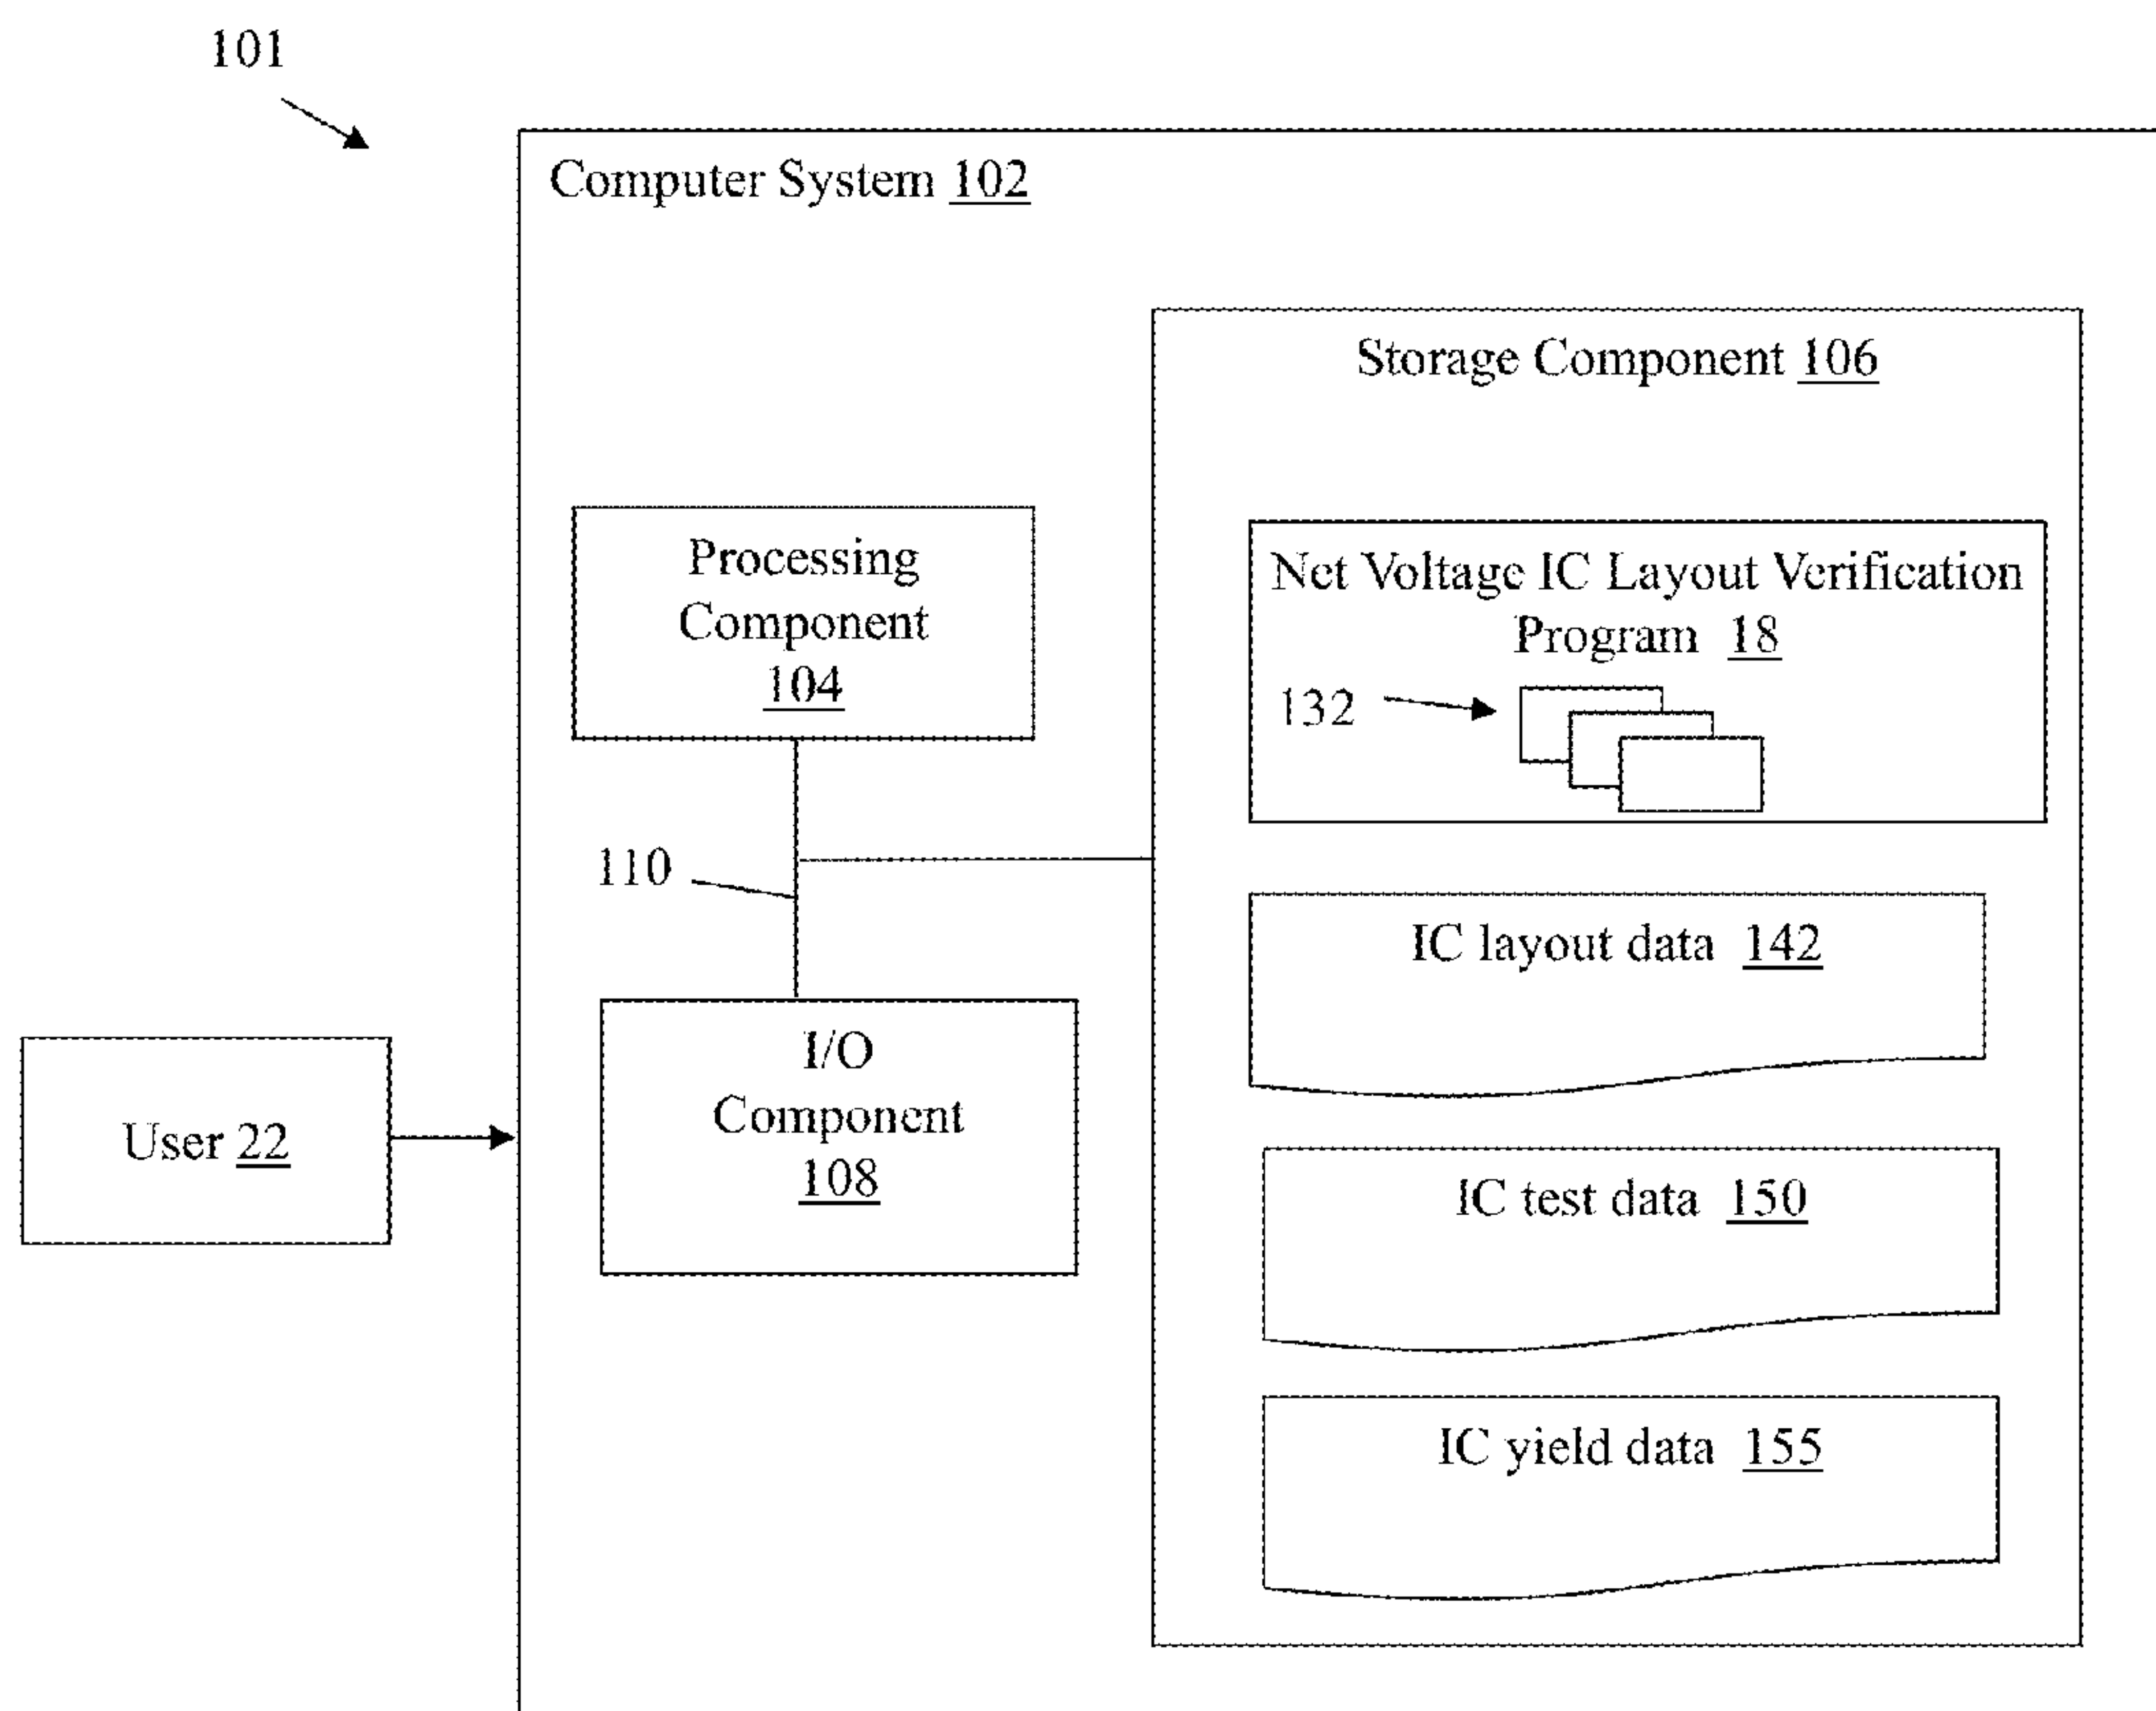 101
Computer System 102
Storage Component 106
Processing
Component
104
Net Voltage IC Layout Verification
Program 18
132
110
IC layout data 142
I/O
Component
108
User 22
IC test data 150
IC yield data 155